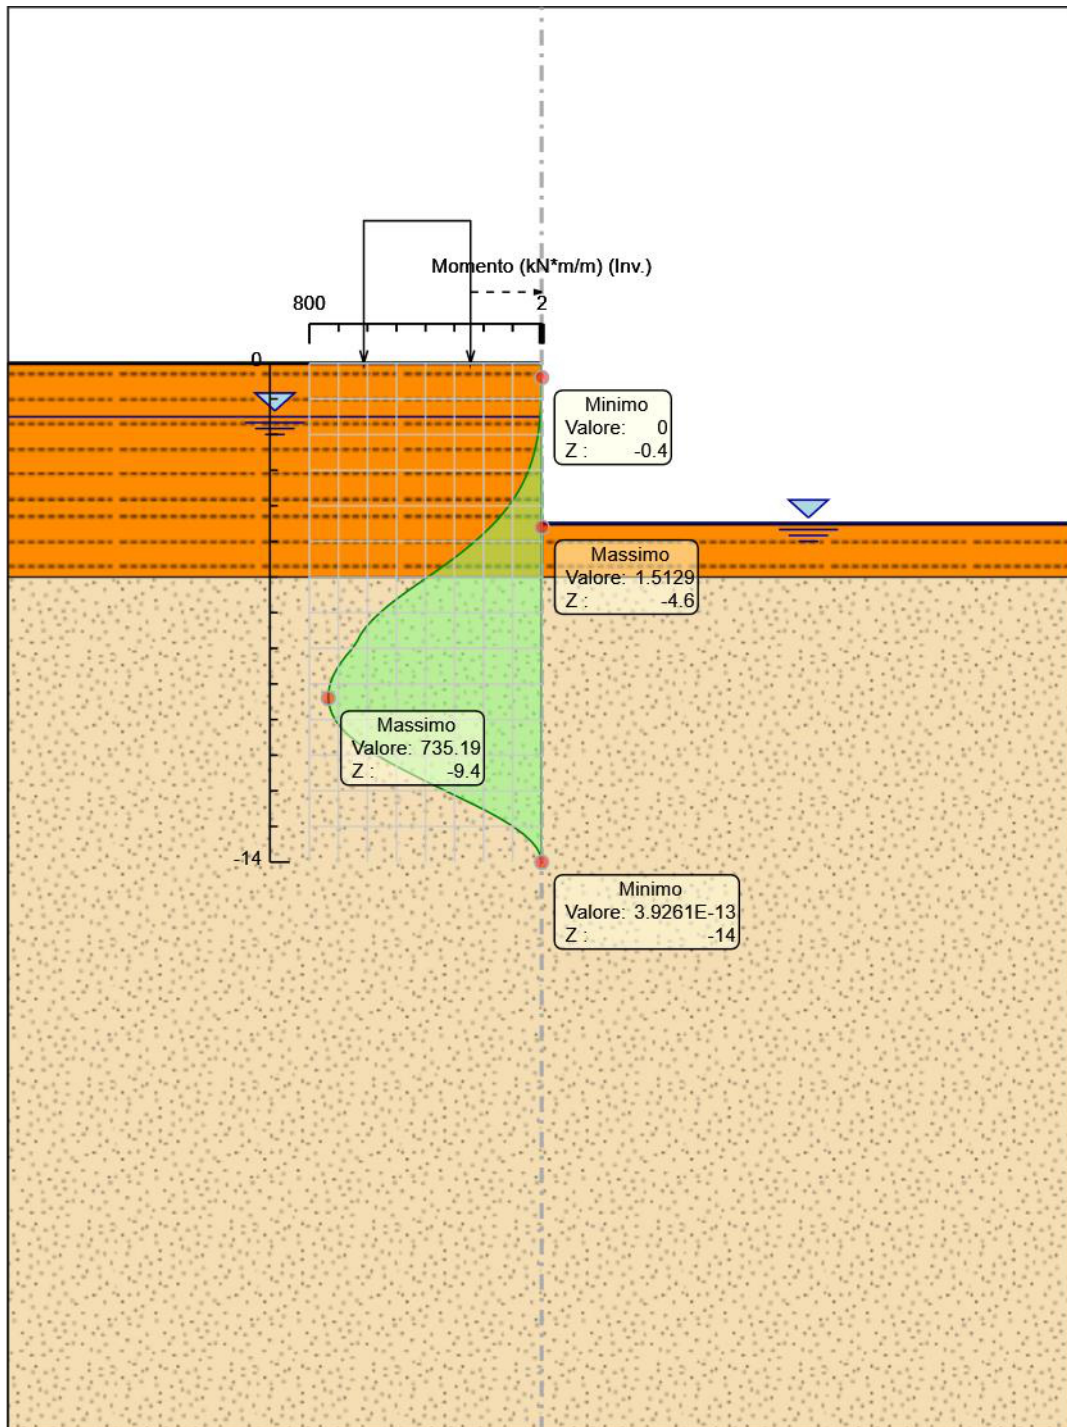 Momento (kN*m/m) (Inv.)
800
2
0
Minimo
Valore: 0
Z : -0.4
Massimo
Valore: 1.5129
Z : -4.6
Massimo
Valore: 735.19
Z : -9.4
-14
Minimo
Valore: 3.9261E-13
Z : -14